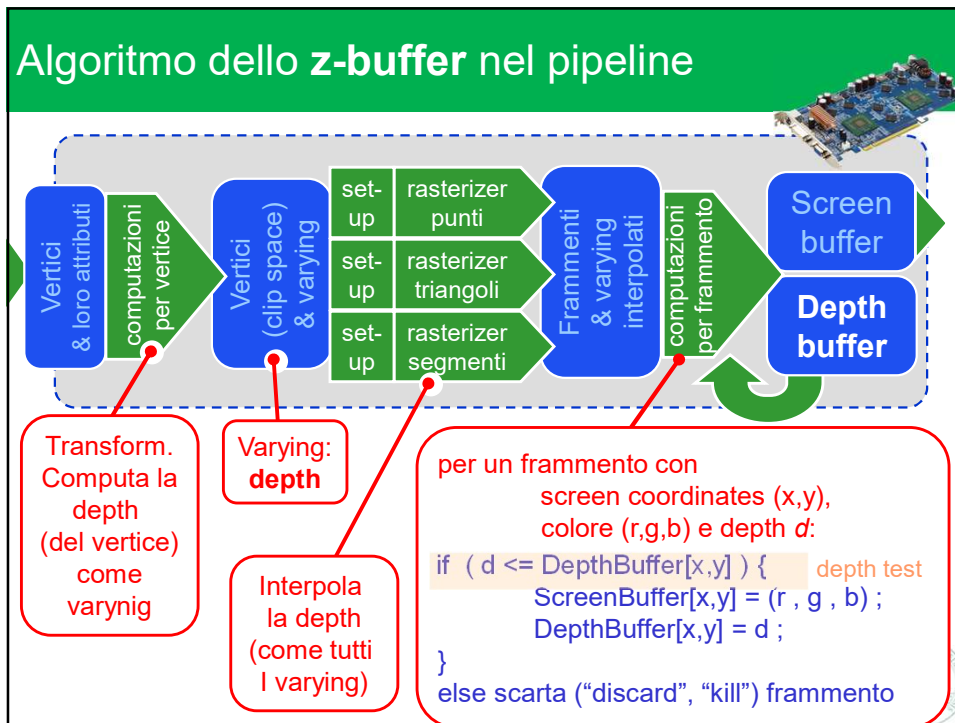 Algoritmo dello z-buffer nel pipeline
Vertici
& loro attributi
computazioni
per vertice
Vertici
(clip space)
& varying
set-
up
rasterizer
punti
set-
up
rasterizer
triangoli
set-
up
rasterizer
segmenti
Frammenti
& varying
interpolati
computazioni
per frammento
Screen
buffer
Depth
buffer
Transform.
Computa la
depth
(del vertice)
come
varynig
Varying:
depth
Interpola
la depth
(come tutti
I varying)
per un frammento con
screen coordinates (x,y),
colore (r,g,b) e depth d:
if ( d <= DepthBuffer[x,y] ) { depth test
ScreenBuffer[x,y] = (r , g , b) ;
DepthBuffer[x,y] = d ;
}
else scarta (“discard”, “kill”) frammento